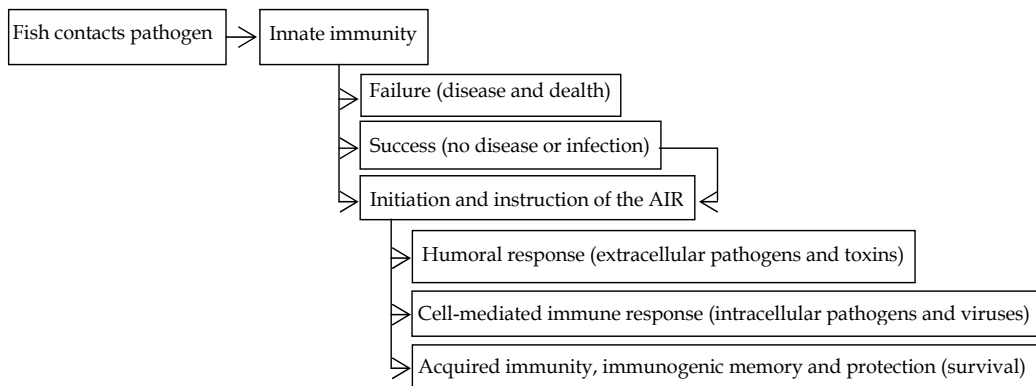 Fish contacts pathogen
Innate immunity
Failure (disease and dealth)
Success (no disease or infection)
Initiation and instruction of the AIR
Humoral response (extracellular pathogens and toxins)
Cell-mediated immune response (intracellular pathogens and viruses)
Acquired immunity, immunogenic memory and protection (survival)